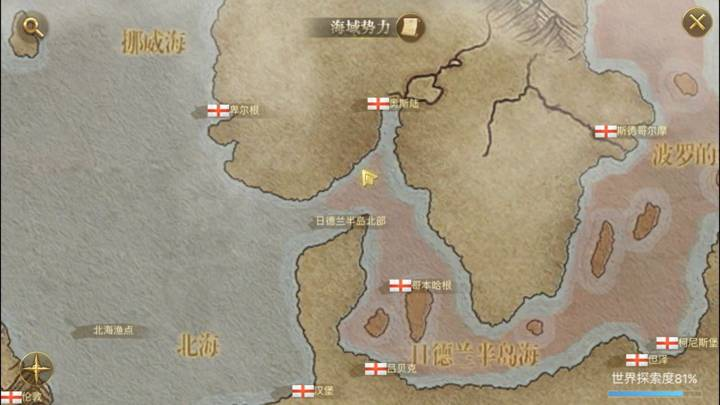 海域势力
挪威海
卑尔根
奥斯陆
斯德哥尔摩
波罗的
日德兰半岛北部
哥本哈根
北海渔点
北海
日德兰半岛海
柯尼斯堡
但泽
吕贝克
世界探索度81%
汉堡
伦敦